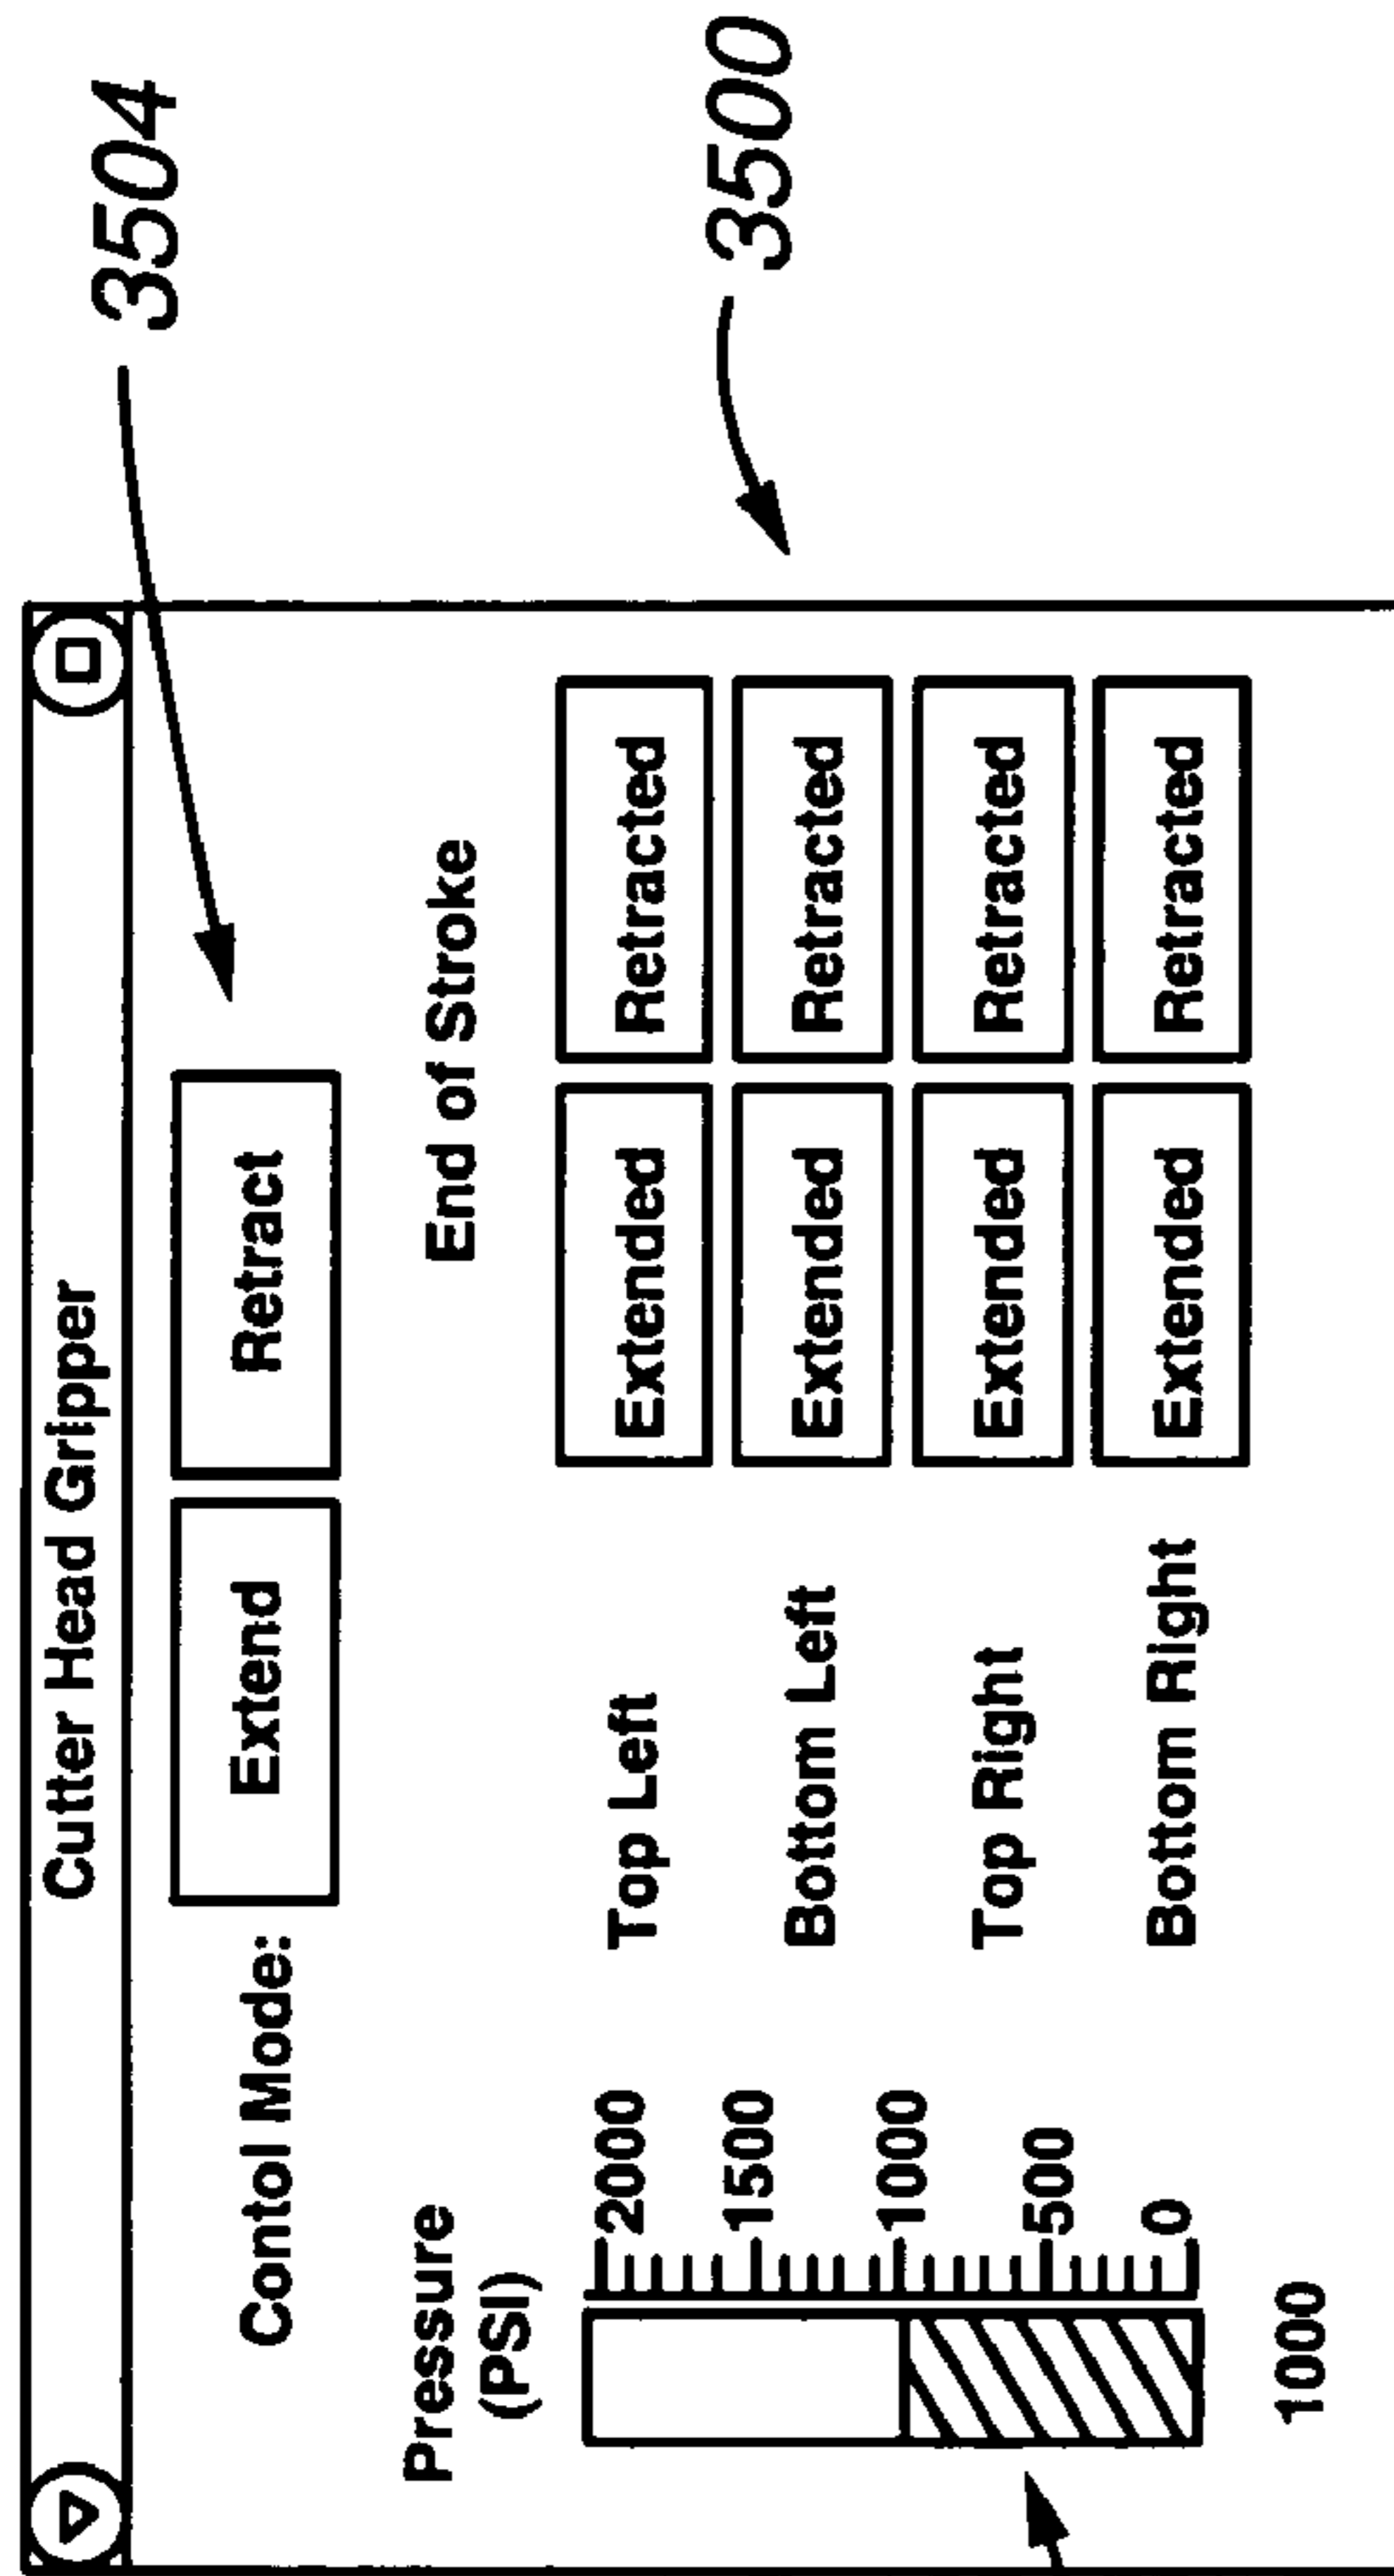 Cutter Head Gripper
3504
Contol Mode: Extend Retract
Pressure
(PSI)
End of Stroke
3500
2000
1500
1000
500
0
Top Left Extended Retracted
Bottom Left Extended Retracted
Top Right Extended Retracted
Bottom Right Extended Retracted
1000